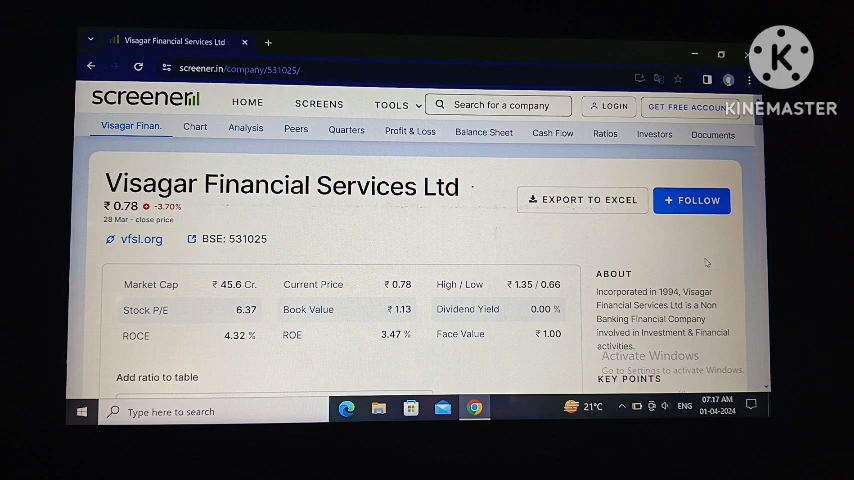 Visagar Financial Services Ltd
screener.in/company/531025/
K
KINEMASTER
screener
HOME
SCREENS
TOOLS
Search for a company
LOGIN
GET FREE ACCOUN
Visagar Finan.
Chart
Analysis
Peers
Quarters
Profit & Loss
Balance Sheet
Cash Flow
Ratios
Investors
Documents
Visagar Financial Services Ltd
EXPORT TO EXCEL
+ FOLLOW
₹ 0.78 -3.70%
28 Mar - close price
vfsl.org
BSE: 531025
Market Cap ₹ 45.6 Cr.
Current Price ₹ 0.78
High / Low ₹ 1.35 / 0.66
Stock P/E 6.37
Book Value ₹ 1.13
Dividend Yield 0.00 %
ROCE 4.32 %
ROE 3.47 %
Face Value ₹ 1.00
Add ratio to table
ABOUT
Incorporated in 1994, Visagar
Financial Services Ltd is a Non
Banking Financial Company
involved in Investment & Financial
activities.
KEY POINTS
Activate Windows
Go to Settings to activate Windows.
Type here to search
21°C
ENG
07:17 AM
01-04-2024